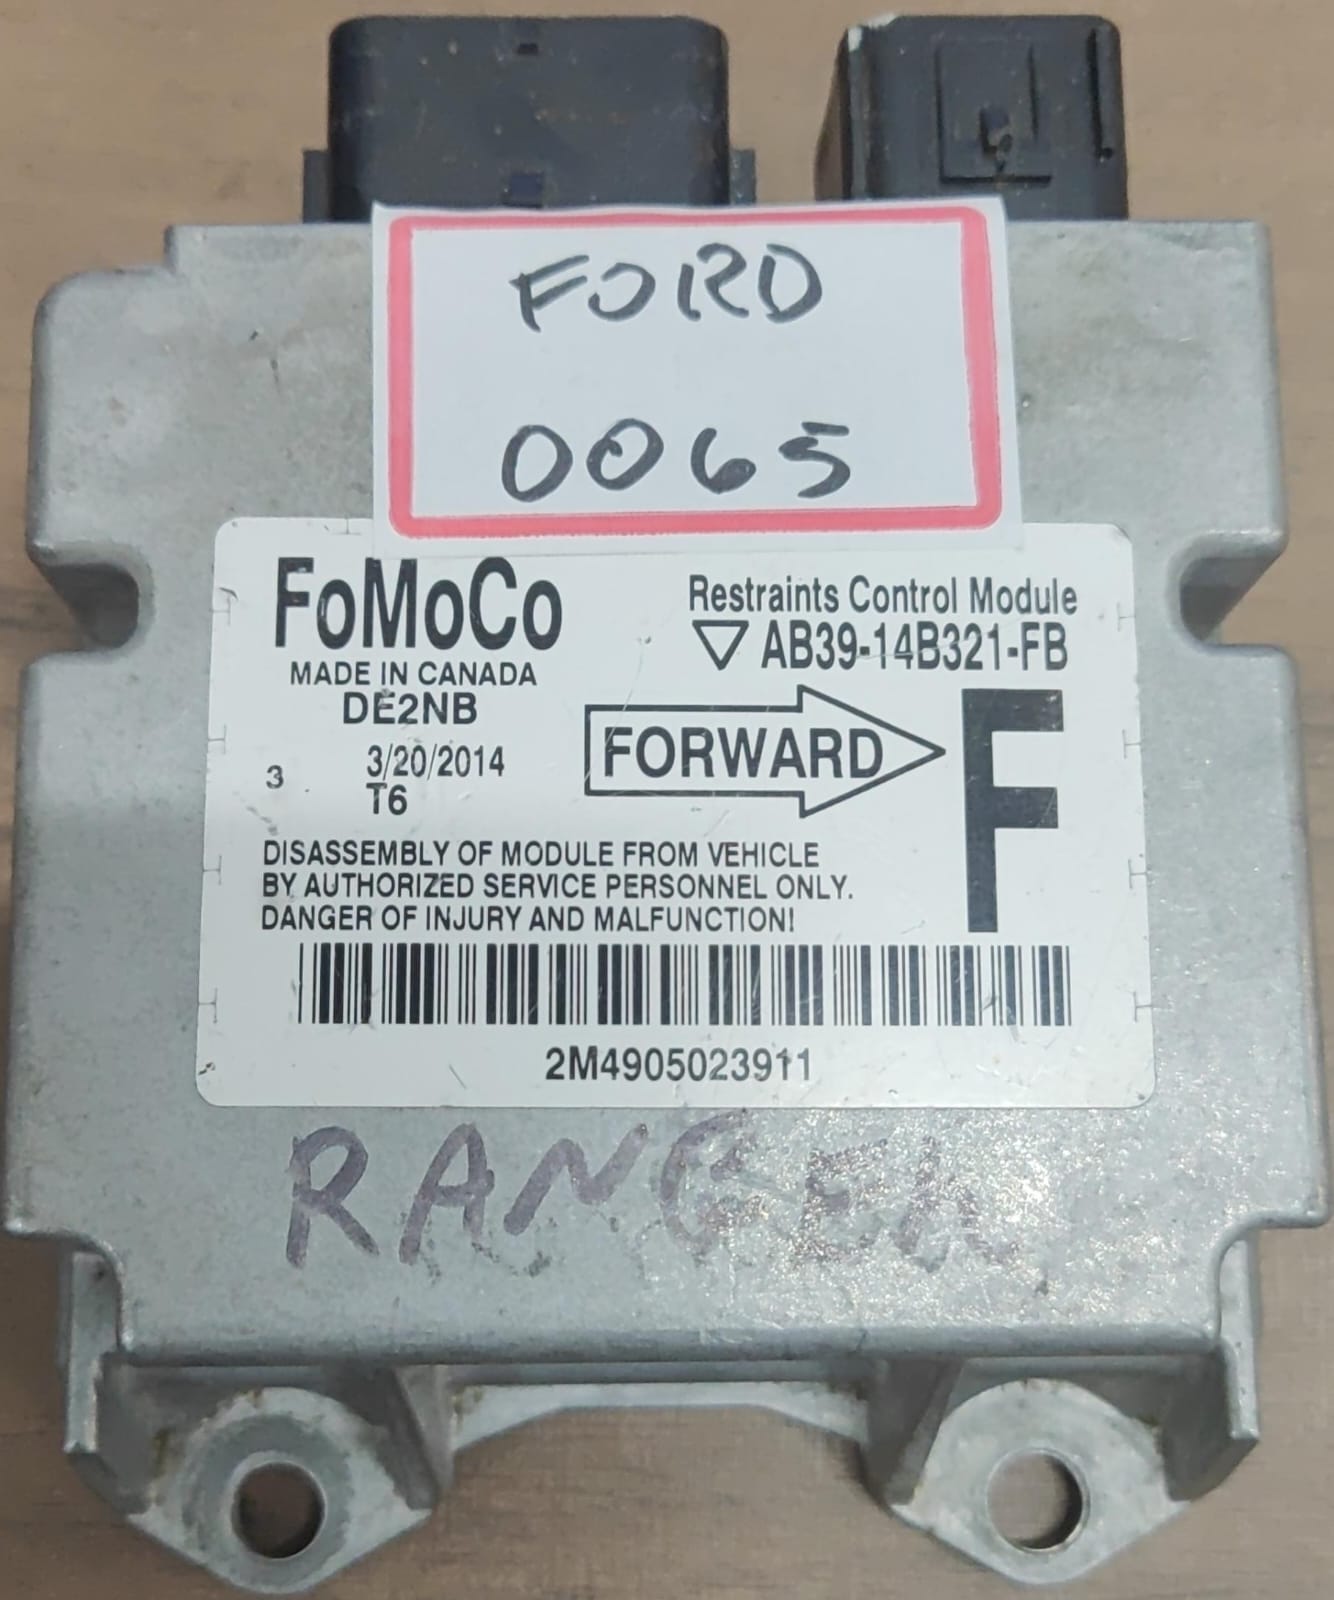 FORD
0065
FoMoCo
MADE IN CANADA
DE2NB
3
3/20/2014
T6
Restraints Control Module
AB39-14B321-FB
FORWARD
F
DISASSEMBLY OF MODULE FROM VEHICLE
BY AUTHORIZED SERVICE PERSONNEL ONLY.
DANGER OF INJURY AND MALFUNCTION!
2M4905023911
RANGER